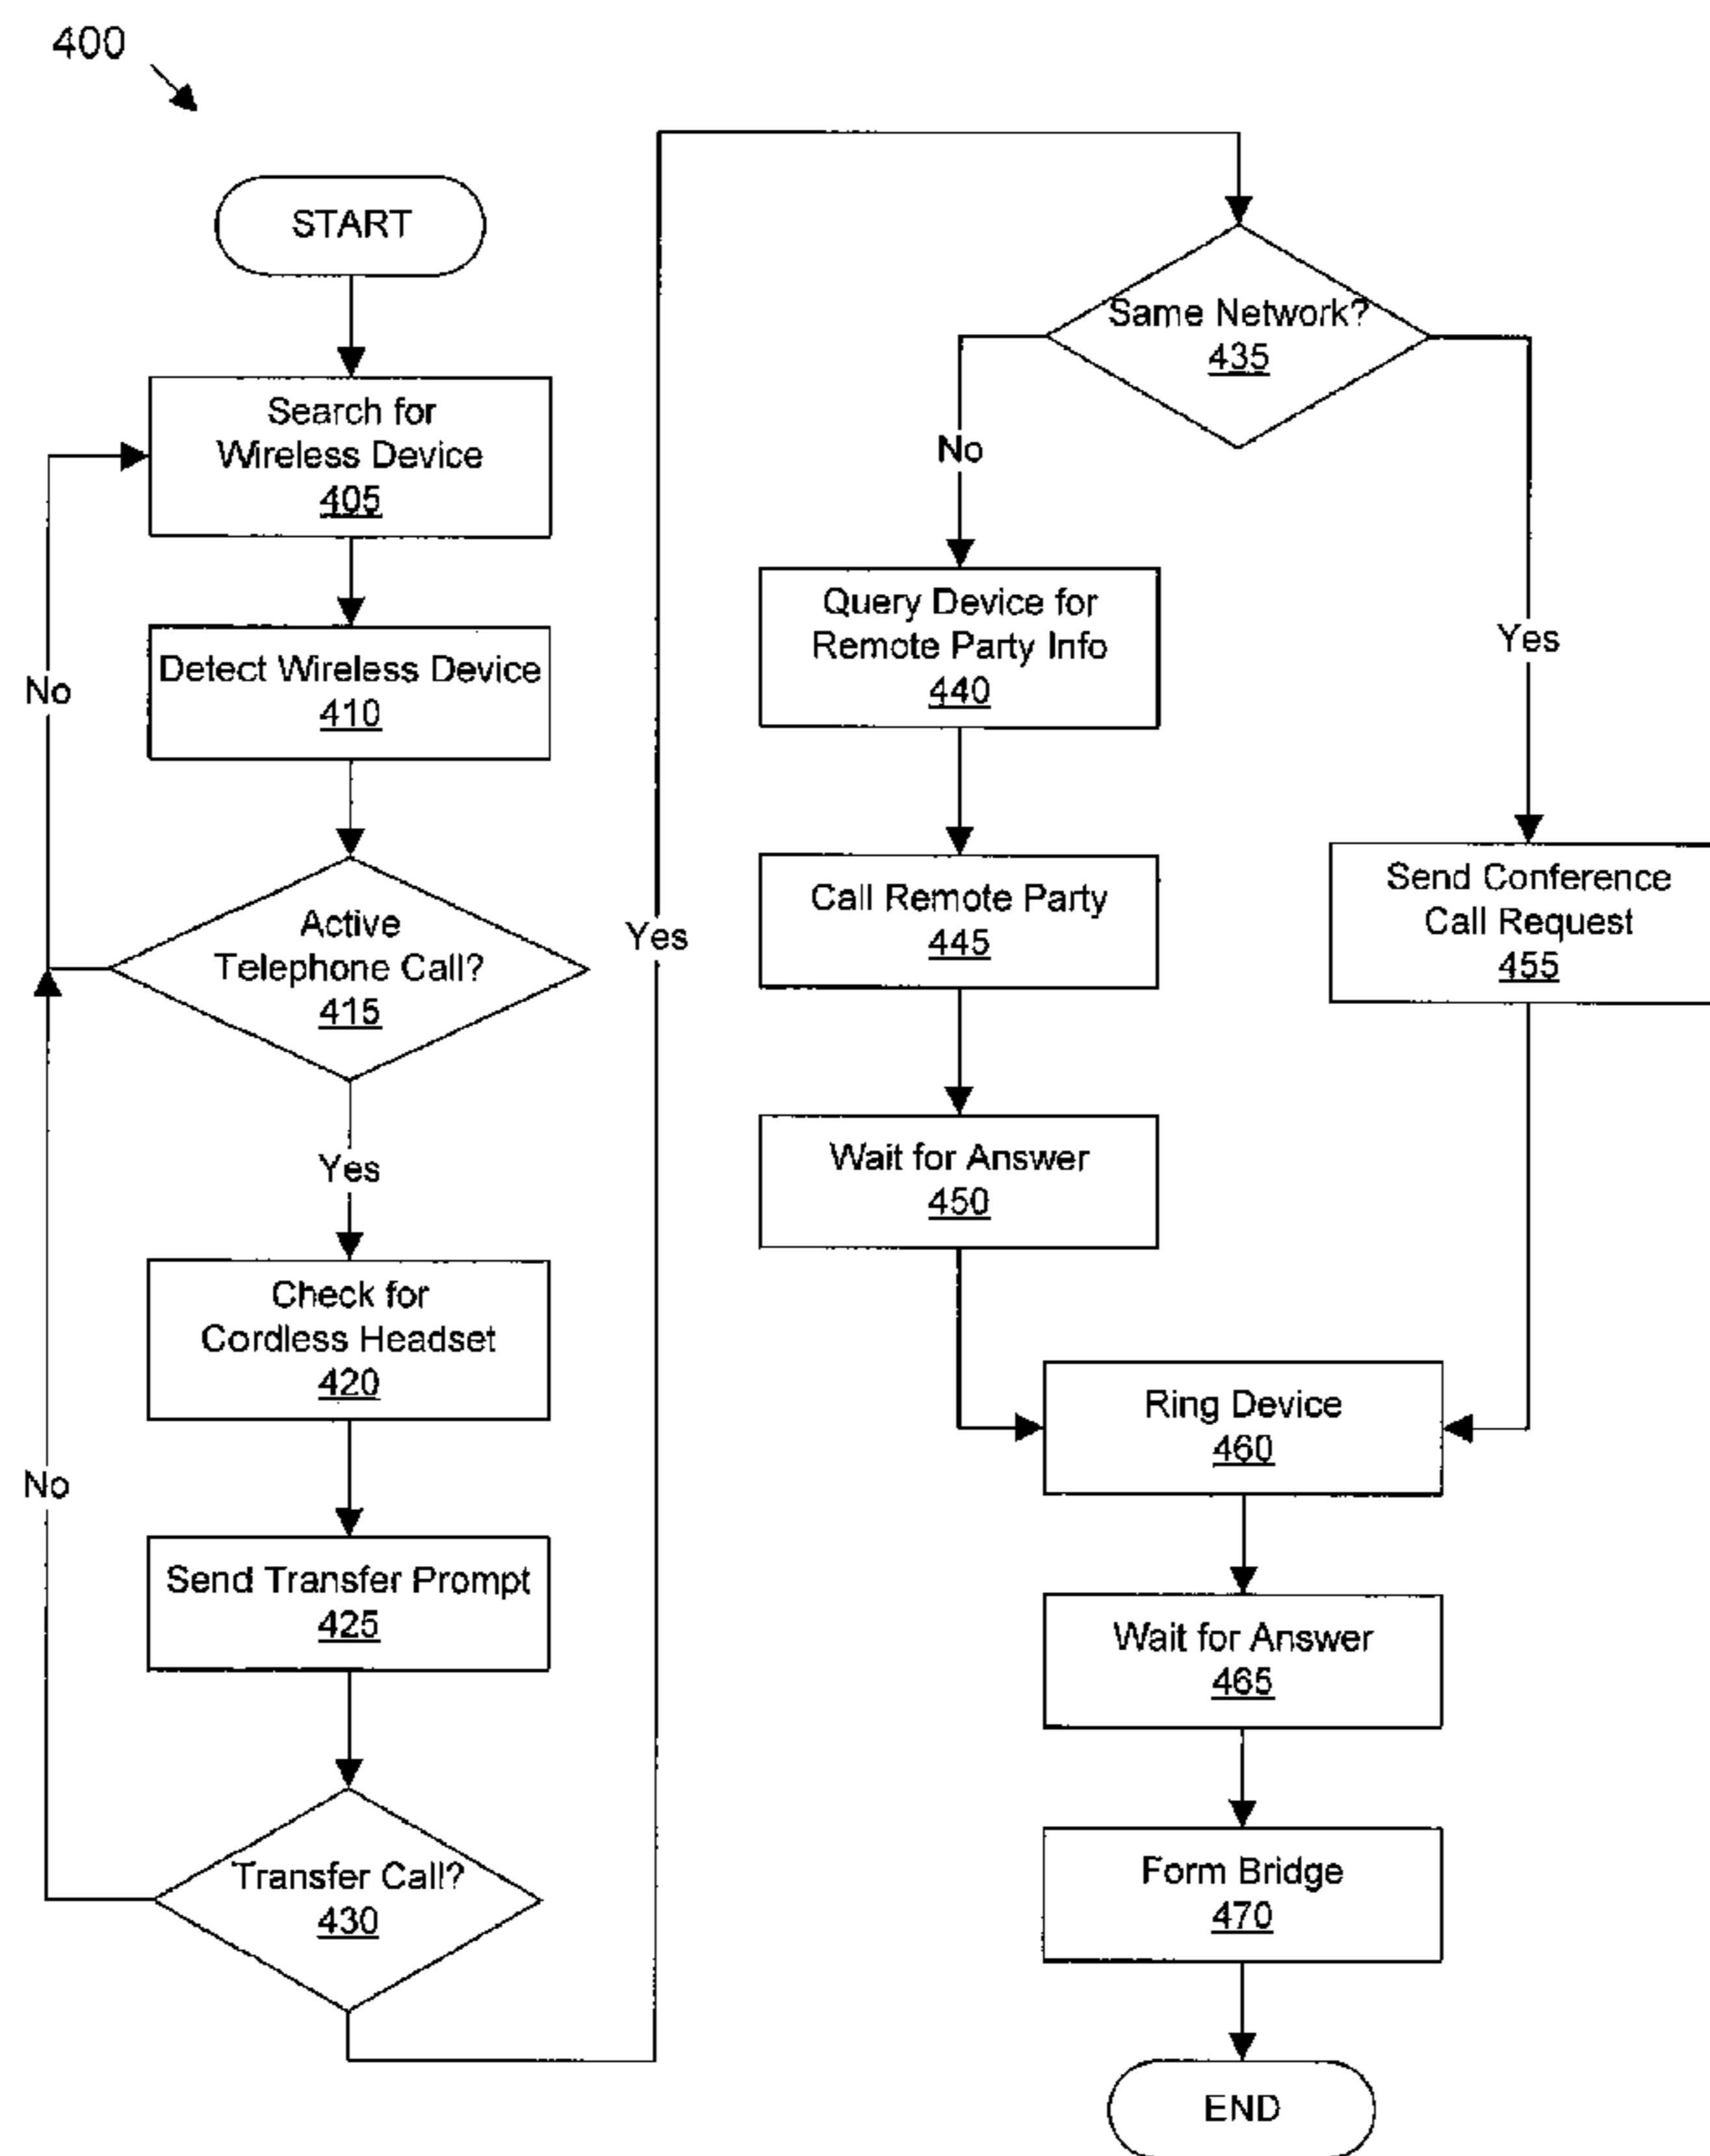 400
START
Search for
Wireless Device
405
Detect Wireless Device
410
No
Active
Telephone Call?
415
Yes
Check for
Cordless Headset
420
No
Send Transfer Prompt
425
Transfer Call?
430
Yes
Same Network?
435
No
Yes
Query Device for
Remote Party Info
440
Call Remote Party
445
Send Conference
Call Request
455
Wait for Answer
450
Ring Device
460
Wait for Answer
465
Form Bridge
470
END